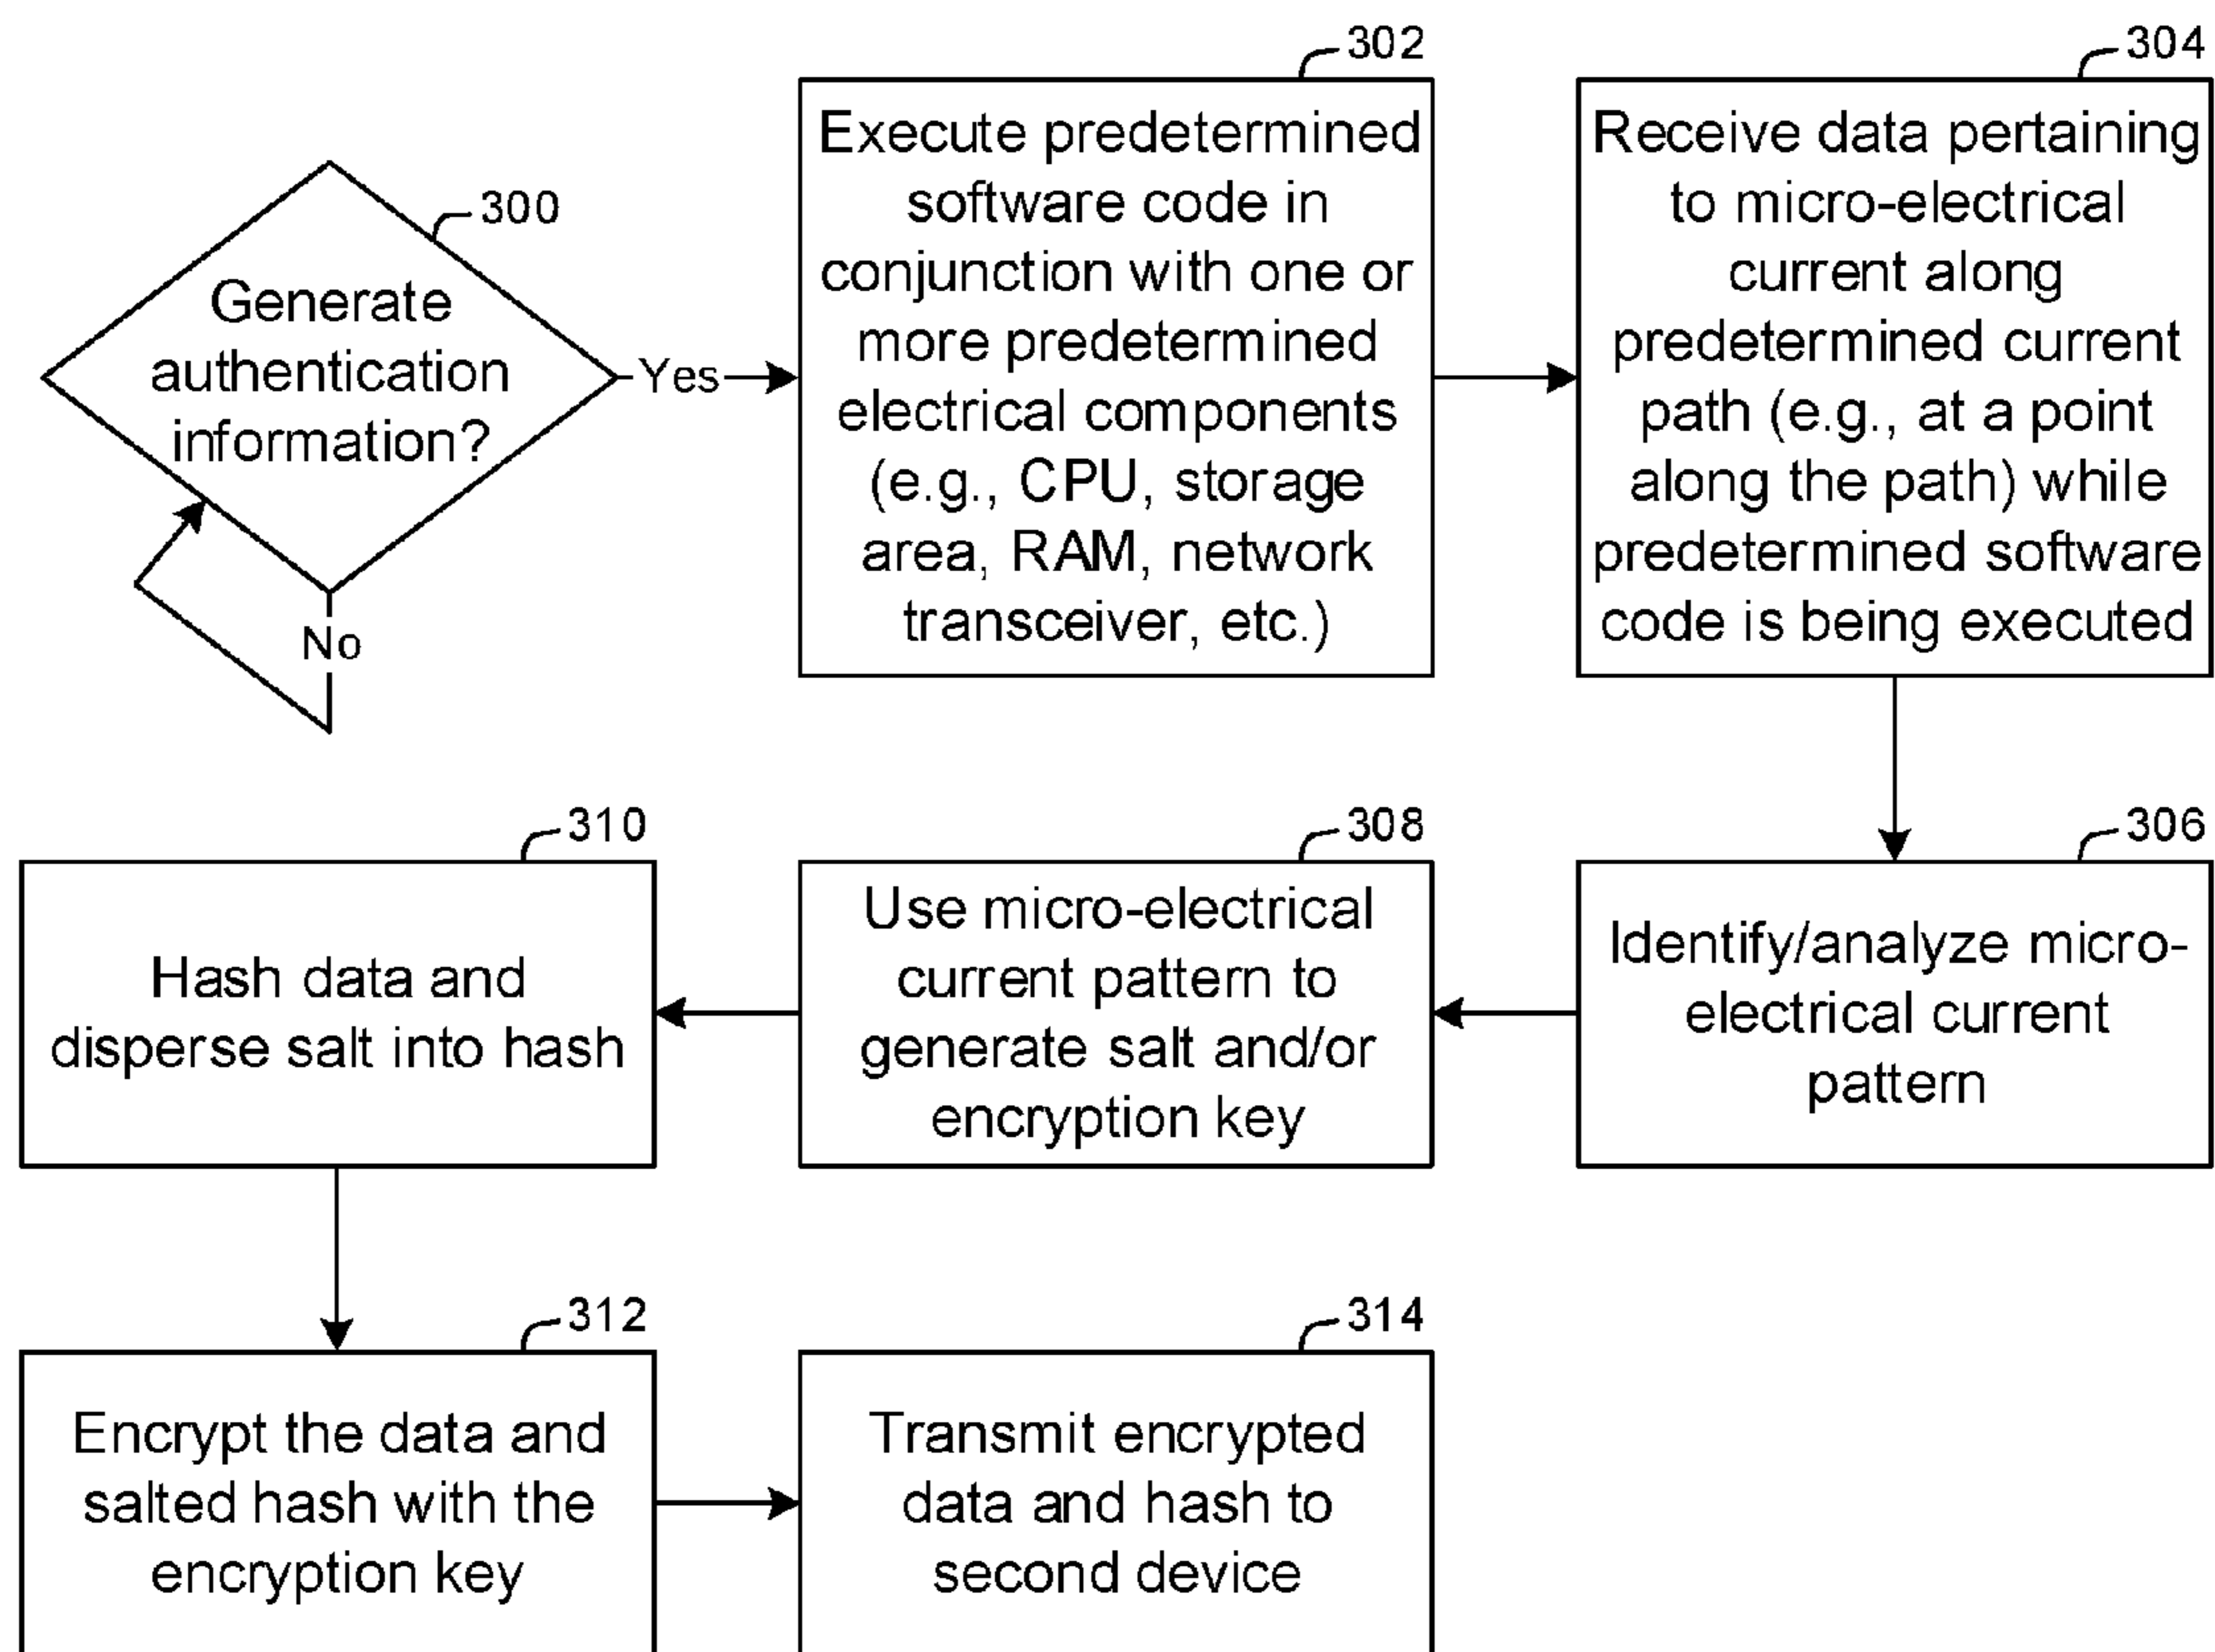 300
Generate
authentication
information?
Yes
No
302
Execute predetermined
software code in
conjunction with one or
more predetermined
electrical components
(e.g., CPU, storage
area, RAM, network
transceiver, etc.)
304
Receive data pertaining
to micro-electrical
current along
predetermined current
path (e.g., at a point
along the path) while
predetermined software
code is being executed
306
Identify/analyze micro-
electrical current
pattern
308
Use micro-electrical
current pattern to
generate salt and/or
encryption key
310
Hash data and
disperse salt into hash
312
Encrypt the data and
salted hash with the
encryption key
314
Transmit encrypted
data and hash to
second device